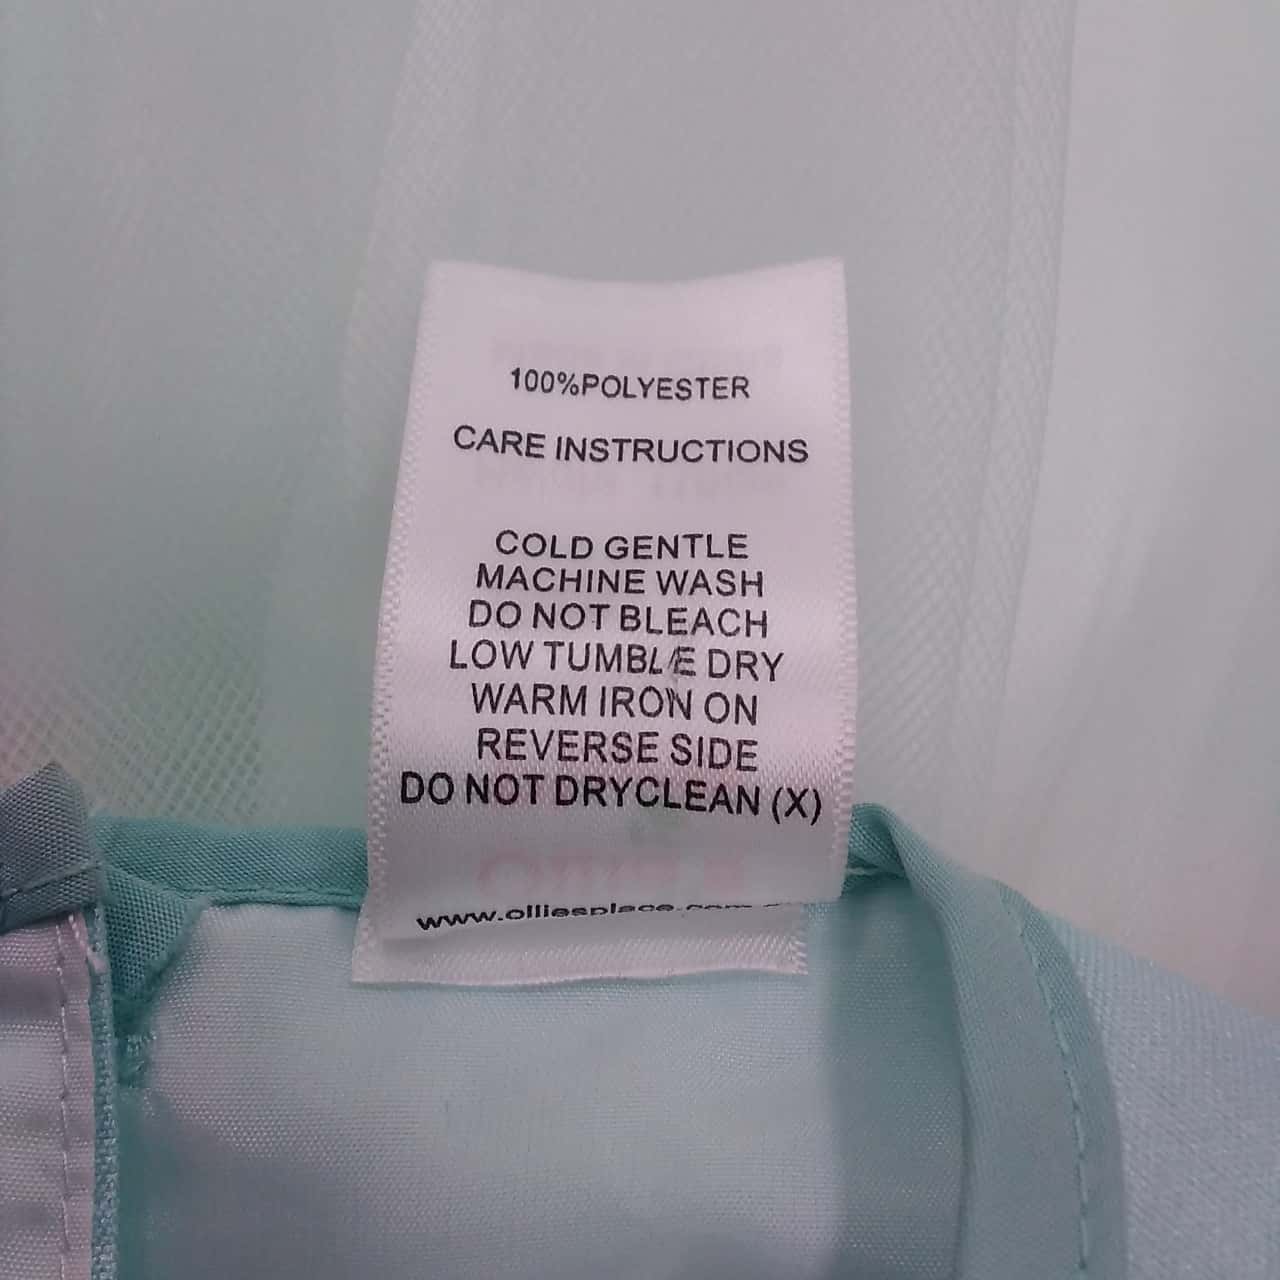 100%POLYESTER
CARE INSTRUCTIONS
COLD GENTLE
MACHINE WASH
DO NOT BLEACH
LOW TUMBLE DRY
WARM IRON ON
REVERSE SIDE
DO NOT DRYCLEAN (X)
www.olliesplace.com